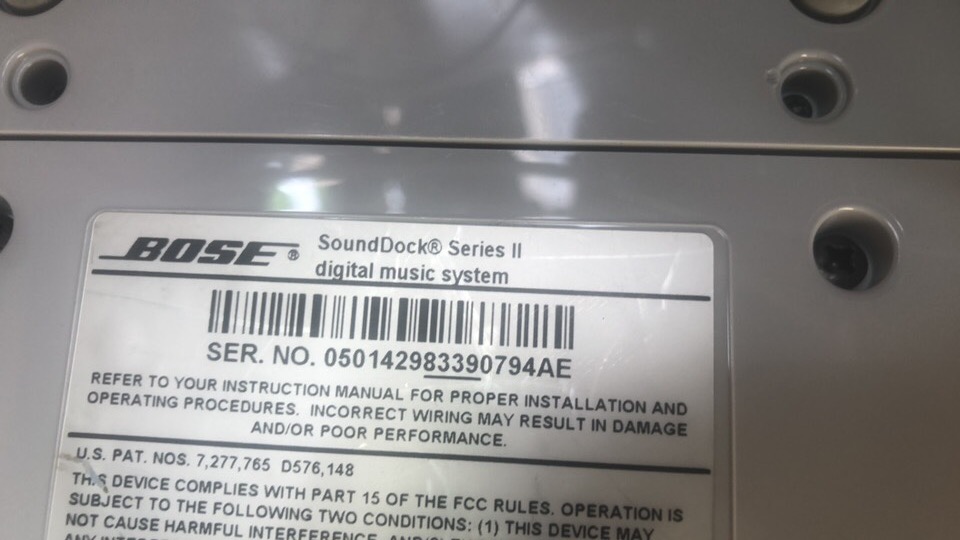 BOSE®
SoundDock® Series II
digital music system
SER. NO. 050142983390794AE
REFER TO YOUR INSTRUCTION MANUAL FOR PROPER INSTALLATION AND
OPERATING PROCEDURES. INCORRECT WIRING MAY RESULT IN DAMAGE
AND/OR POOR PERFORMANCE.
U.S. PAT. NOS. 7,277,765 D576,148
THIS DEVICE COMPLIES WITH PART 15 OF THE FCC RULES. OPERATION IS
SUBJECT TO THE FOLLOWING TWO CONDITIONS: (1) THIS DEVICE MAY
NOT CAUSE HARMFUL INTERFERENCE,